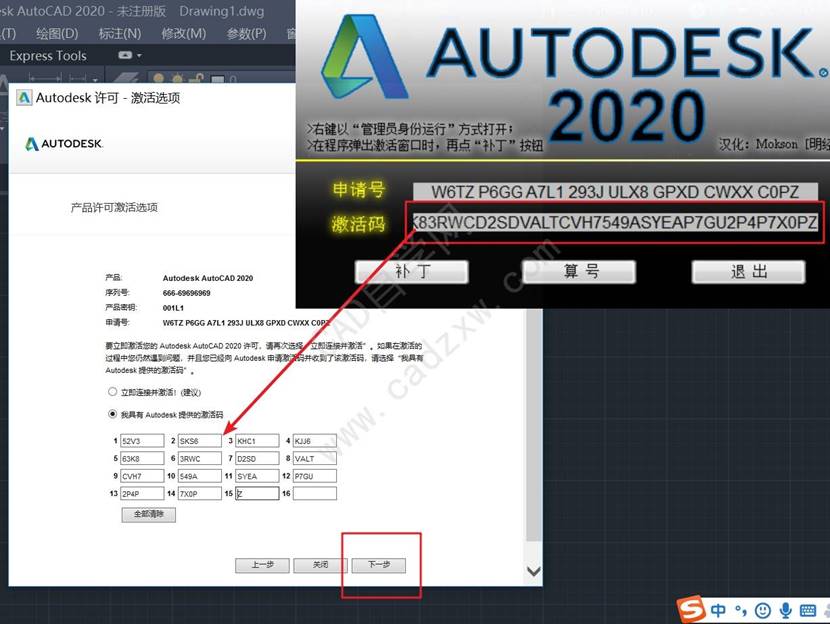 sk AutoCAD 2020 - 未注册版 Drawing1.dwg
(T) 绘图(D) 标注(N) 修改(M) 参数(P) 窗
Express Tools
Autodesk 许可 - 激活选项
AUTODESK.
产品许可激活选项
产品: Autodesk AutoCAD 2020
序列号: 666-69696969
产品密钥: 001L1
申请号: W6TZ P6GG A7L1 293J ULX8 GPXD CWXX C0PZ
要立即激活您的 Autodesk AutoCAD 2020 许可，请再次选择“立即连接并激活”。如果在激活的
过程中您仍然遇到问题，并且您已经向 Autodesk 申请激活码并收到了该激活码，请选择“我具有
Autodesk 提供的激活码”。
立即连接并激活！(建议)
我具有 Autodesk 提供的激活码
1 52V3 2 SKS6 3 KHC1 4 KJJ6
5 63K8 6 3RWC 7 D2SD 8 VALT
9 CVH7 10 549A 11 SYEA 12 P7GU
13 2P4P 14 7X0P 15 Z 16
全部清除
上一步 关闭 下一步
AUTODESK.
2020
>右键以“管理员身份运行”方式打开；
>在程序弹出激活窗口时，再点“补丁”按钮
汉化：Mokson [明经
申请号 W6TZ P6GG A7L1 293J ULX8 GPXD CWXX C0PZ
激活码 K83RWCD2SDVALTCVH7549ASYEAP7GU2P4P7X0PZ
补丁 算号 退出
CAD自学网
www.cadzxw.com
S 中